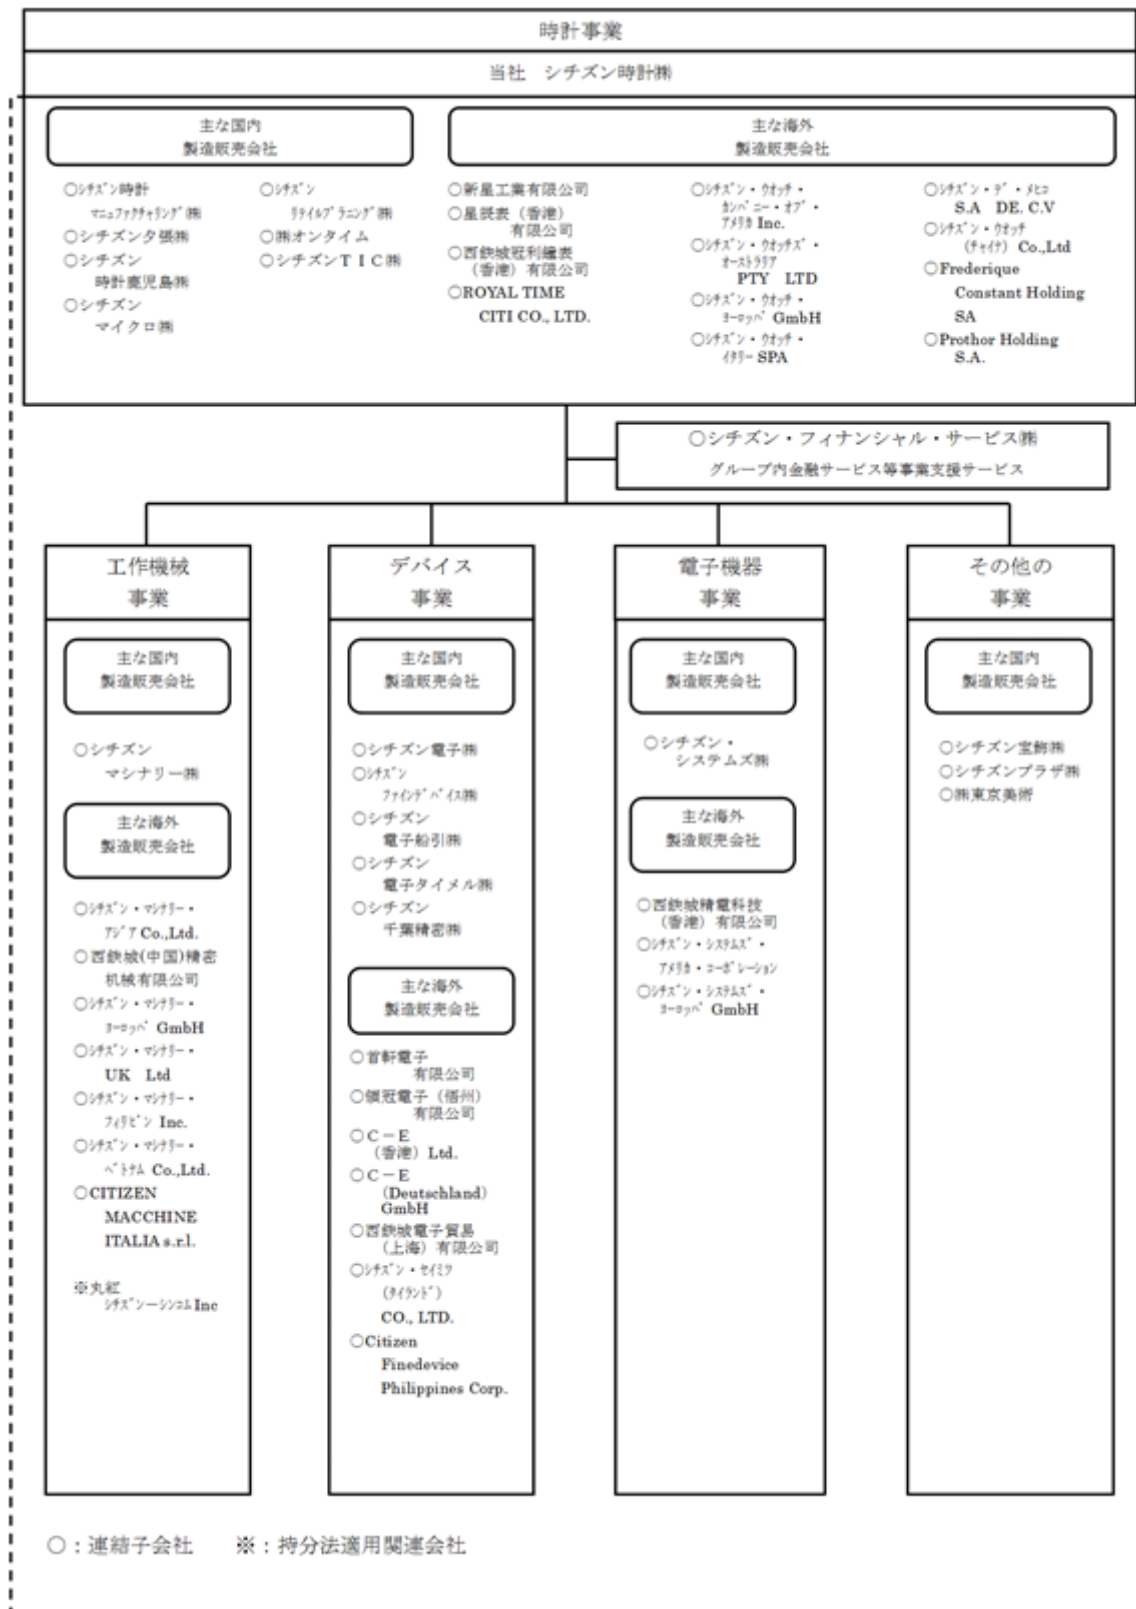 時計事業
当社　シチズン時計㈱
主な国内
製造販売会社
○ｼﾁｽﾞﾝ時計
ﾏﾆｭﾌｧｸﾁｬﾘﾝｸﾞ㈱
○シチズン夕張㈱
○シチズン
時計鹿児島㈱
○シチズン
マイクロ㈱
○ｼﾁｽﾞﾝ
ﾘﾃｲﾙﾌﾟﾗﾆﾝｸﾞ㈱
○㈱オンタイム
○シチズンＴＩＣ㈱
主な海外
製造販売会社
○新星工業有限公司
○星辰表（香港）
有限公司
○西鉄城冠利鐘表
（香港）有限公司
○ROYAL TIME
CITI CO., LTD.
○ｼﾁｽﾞﾝ・ｳｵｯﾁ・
ｶﾝﾊﾟﾆｰ・ｵﾌﾞ・
ｱﾒﾘｶ Inc.
○ｼﾁｽﾞﾝ・ｳｵｯﾁｽﾞ・
ｵｰｽﾄﾗﾘｱ
PTY LTD
○ｼﾁｽﾞﾝ・ｳｵｯﾁ・
ﾖｰﾛｯﾊﾟ GmbH
○ｼﾁｽﾞﾝ・ｳｵｯﾁ・
ｲﾀﾘｰ SPA
○ｼﾁｽﾞﾝ・ﾃﾞ・ﾒﾋｺ
S.A DE. C.V
○ｼﾁｽﾞﾝ・ｳｵｯﾁ
(ﾁｬｲﾅ) Co.,Ltd
○Frederique
Constant Holding
SA
○Prothor Holding
S.A.
○シチズン・フィナンシャル・サービス㈱
グループ内金融サービス等事業支援サービス
工作機械
事業
主な国内
製造販売会社
○シチズン
マシナリー㈱
主な海外
製造販売会社
○ｼﾁｽﾞﾝ・ﾏｼﾅﾘｰ・
ｱｼﾞｱ Co.,Ltd.
○西鉄城(中国)精密
机械有限公司
○ｼﾁｽﾞﾝ・ﾏｼﾅﾘｰ・
ﾖｰﾛｯﾊﾟ GmbH
○ｼﾁｽﾞﾝ・ﾏｼﾅﾘｰ・
UK Ltd
○ｼﾁｽﾞﾝ・ﾏｼﾅﾘｰ・
ﾌｨﾘﾋﾟﾝ Inc.
○ｼﾁｽﾞﾝ・ﾏｼﾅﾘｰ・
ﾍﾞﾄﾅﾑ Co.,Ltd.
○CITIZEN
MACCHINE
ITALIA s.r.l.
※丸紅
ｼﾁｽﾞﾝｰｼﾝｺﾑ Inc
デバイス
事業
主な国内
製造販売会社
○シチズン電子㈱
○ｼﾁｽﾞﾝ
ﾌｧｲﾝﾃﾞﾊﾞｲｽ㈱
○シチズン
電子船引㈱
○シチズン
電子タイメル㈱
○シチズン
千葉精密㈱
主な海外
製造販売会社
○首軒電子
有限公司
○領冠電子（梧州）
有限公司
○Ｃ－Ｅ
（香港）Ltd.
○Ｃ－Ｅ
(Deutschland)
GmbH
○西鉄城電子貿易
（上海）有限公司
○ｼﾁｽﾞﾝ・ｾｲﾐﾂ
(ﾀｲﾗﾝﾄﾞ)
CO., LTD.
○Citizen
Finedevice
Philippines Corp.
電子機器
事業
主な国内
製造販売会社
○シチズン・
システムズ㈱
主な海外
製造販売会社
○西鉄城精電科技
（香港）有限公司
○ｼﾁｽﾞﾝ・ｼｽﾃﾑｽﾞ・
ｱﾒﾘｶ・ｺｰﾎﾟﾚｰｼｮﾝ
○ｼﾁｽﾞﾝ・ｼｽﾃﾑｽﾞ・
ﾖｰﾛｯﾊﾟ GmbH
その他の
事業
主な国内
製造販売会社
○シチズン宝飾㈱
○シチズンプラザ㈱
○㈱東京美術
○：連結子会社　　※：持分法適用関連会社